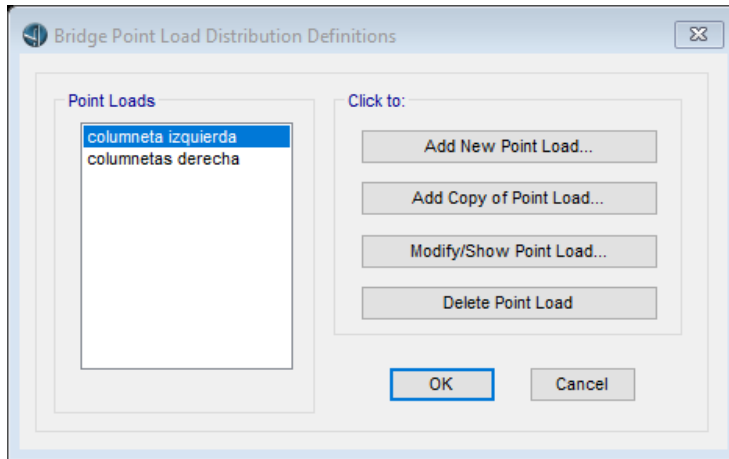 Bridge Point Load Distribution Definitions
Point Loads
columneta izquierda
columnetas derecha
Click to:
Add New Point Load...
Add Copy of Point Load...
Modify/Show Point Load...
Delete Point Load
OK
Cancel